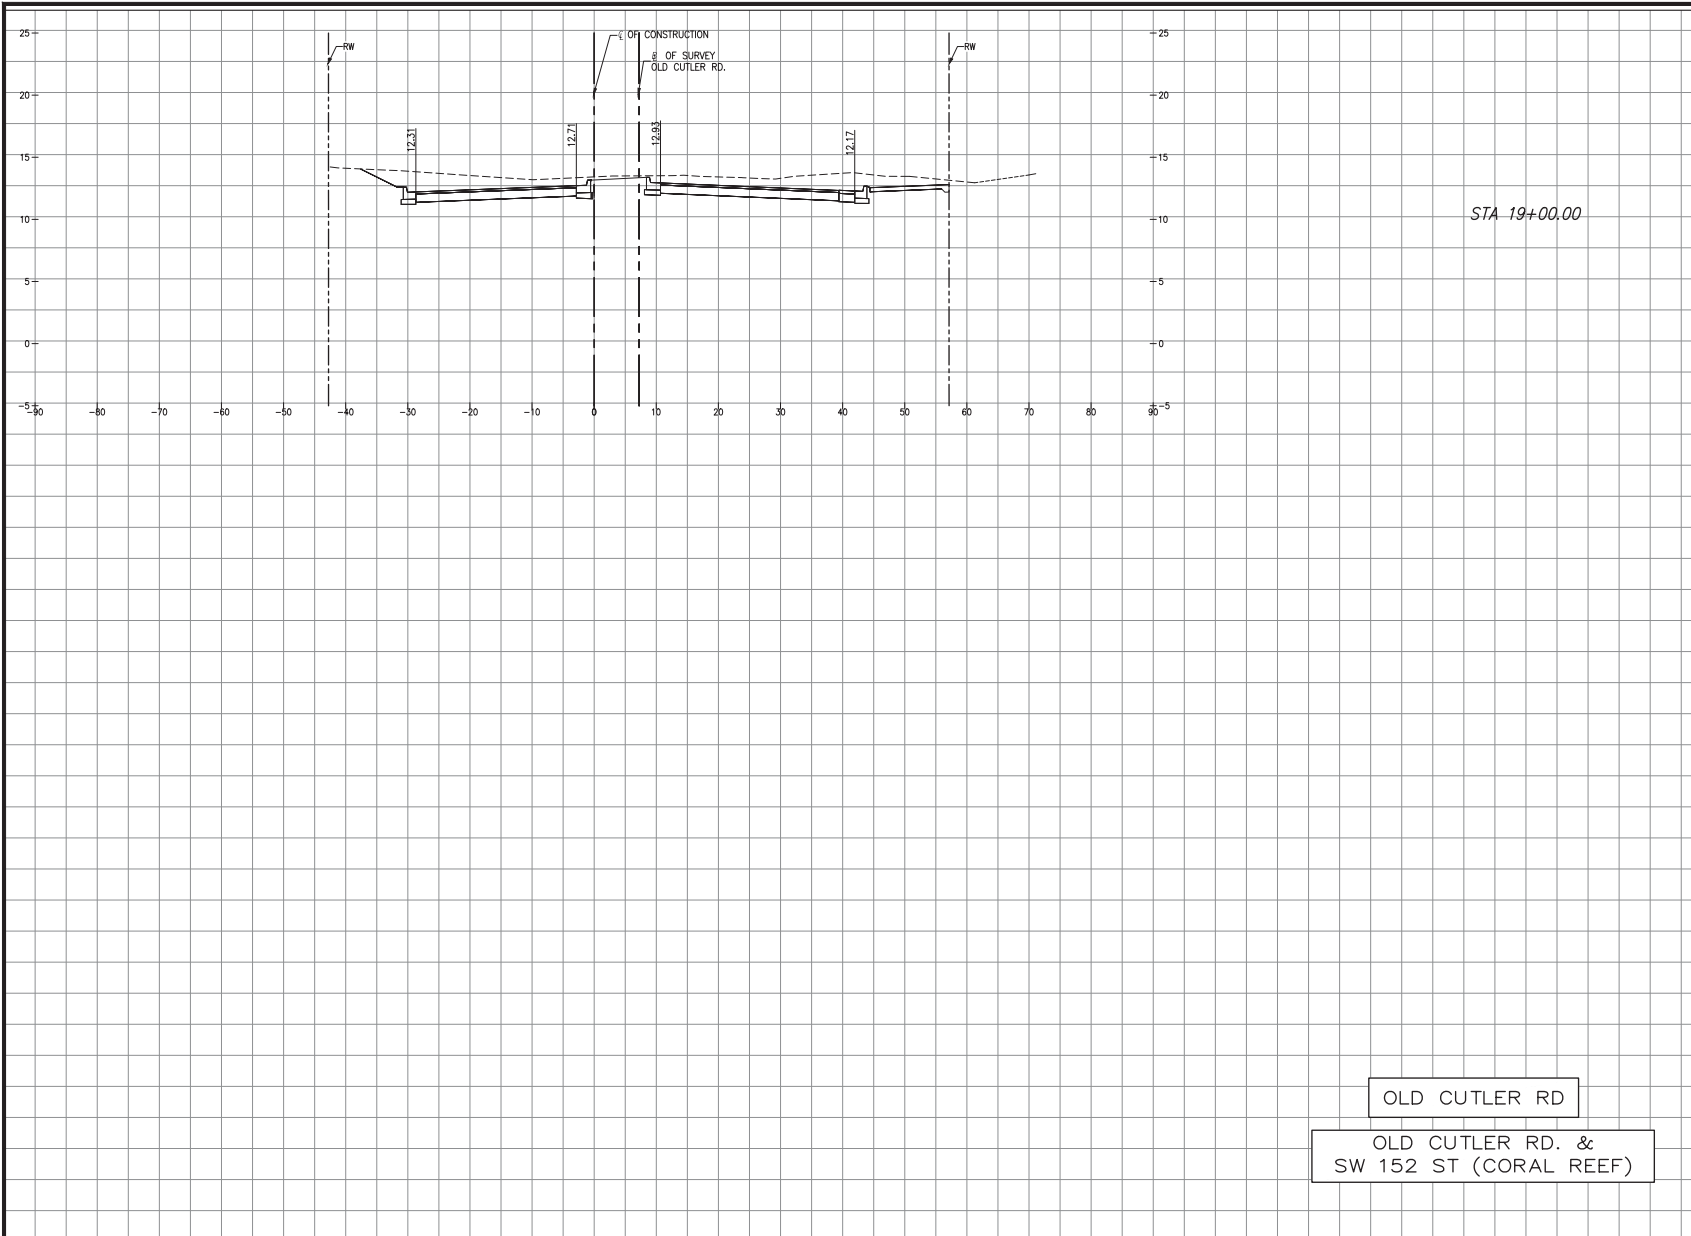 25
℄ OF CONSTRUCTION
25
RW
RW
OF SURVEY
OLD CUTLER RD.
20
20
12.31
12.71
12.93
12.17
15
15
10
10
STA 19+00.00
5
5
0
0
-5
-5
-90 -80 -70 -60 -50 -40 -30 -20 -10 0 10 20 30 40 50 60 70 80 90
OLD CUTLER RD
OLD CUTLER RD. &
SW 152 ST (CORAL REEF)